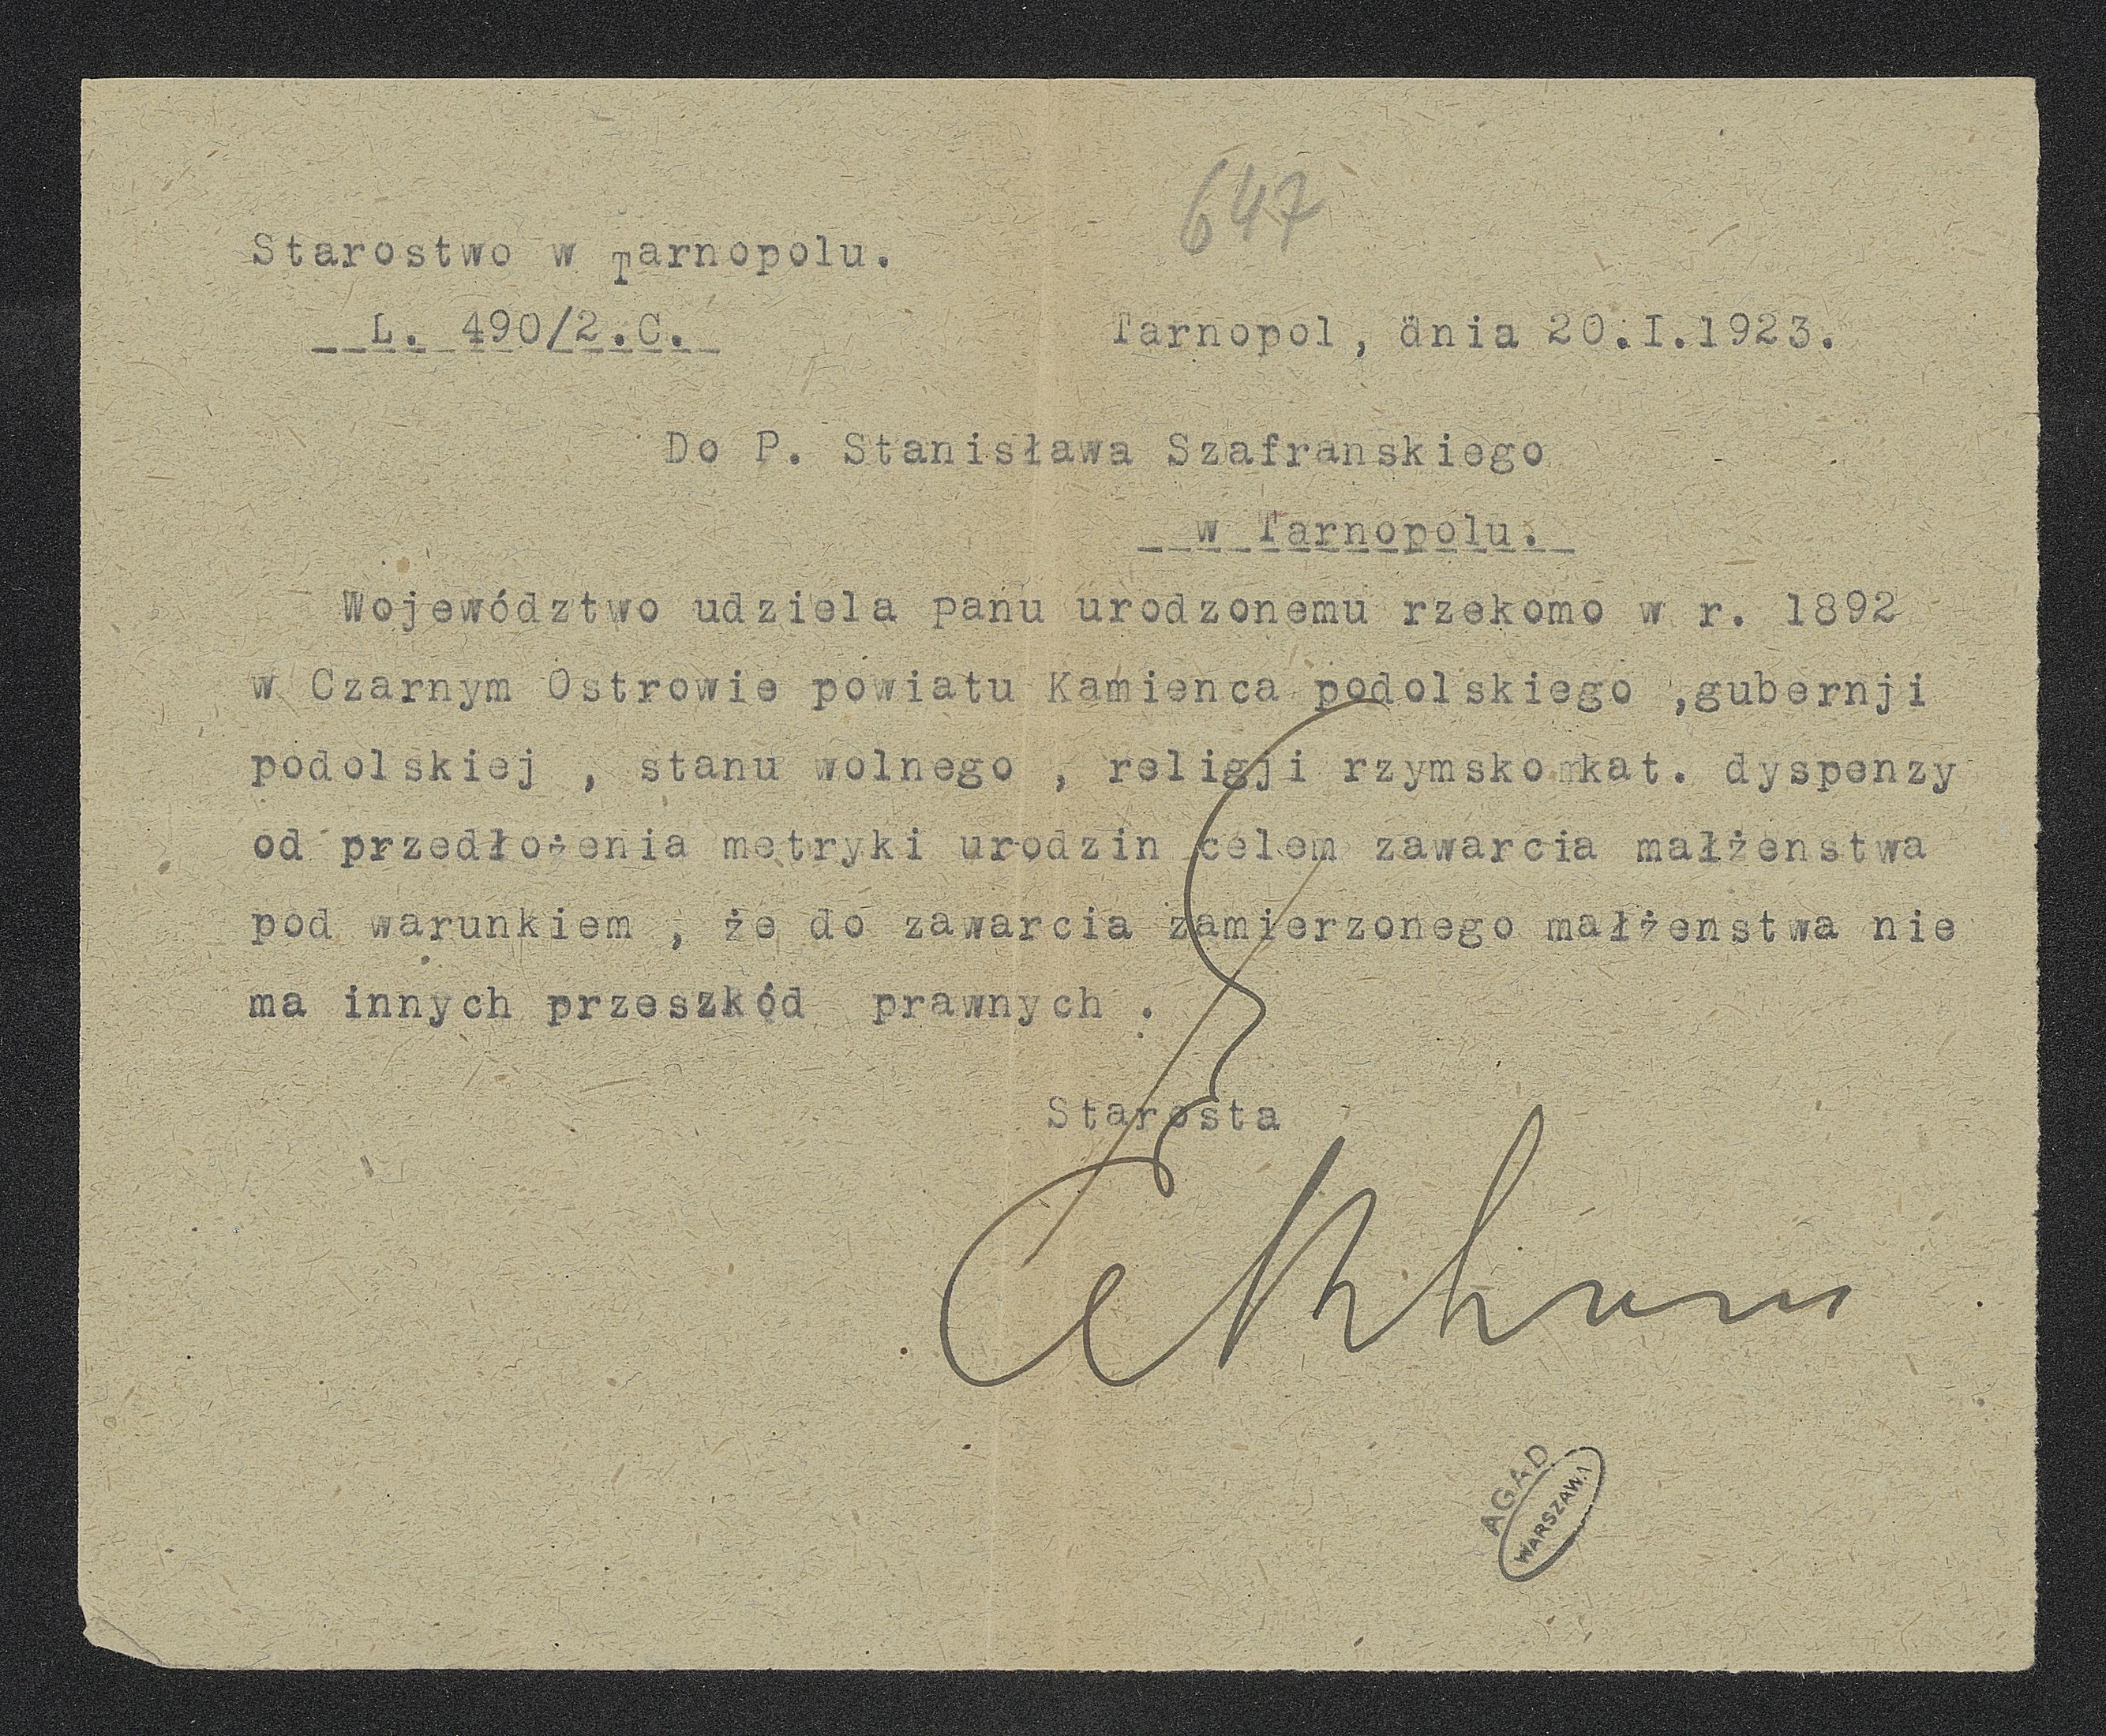 647
Starostwo w Tarnopolu.
L. 490/2.C.
Tarnopol, dnia 20.I.1923.
Do P. Stanisława Szafranskiego
w Tarnopolu.
Województwo udziela panu urodzonemu rzekomo w r. 1892
w Czarnym Ostrowie powiatu Kamienca podolskiego ,gubernji
podolskiej , stanu wolnego , religji rzymskomkat. dyspenzy
od przedłożenia metryki urodzin celem zawarcia małżenstwa
pod warunkiem , że do zawarcia zamierzonego małżenstwa nie
ma innych przeszkód prawnych .
Starosta
AGAD
WARSZAWA